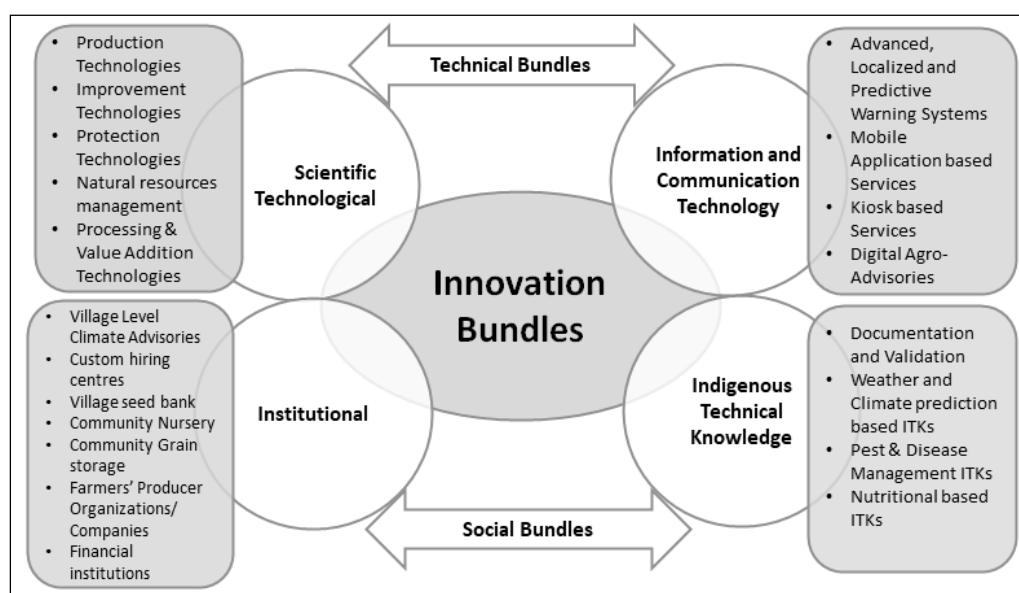 • Production
Technologies
• Improvement
Technologies
• Protection
Technologies
• Natural resources
management
• Processing &
Value Addition
Technologies
Technical Bundles
• Advanced,
Localized and
Predictive
Warning Systems
• Mobile
Application based
Services
• Kiosk based
Services
• Digital Agro-
Advisories
Scientific
Technological
Information and
Communication
Technology
Innovation
Bundles
• Village Level
Climate Advisories
• Custom hiring
centres
• Village seed bank
• Community Nursery
• Community Grain
storage
• Farmers’ Producer
Organizations/
Companies
• Financial
institutions
Institutional
Indigenous
Technical
Knowledge
• Documentation
and Validation
• Weather and
Climate prediction
based ITKs
• Pest & Disease
Management ITKs
• Nutritional based
ITKs
Social Bundles